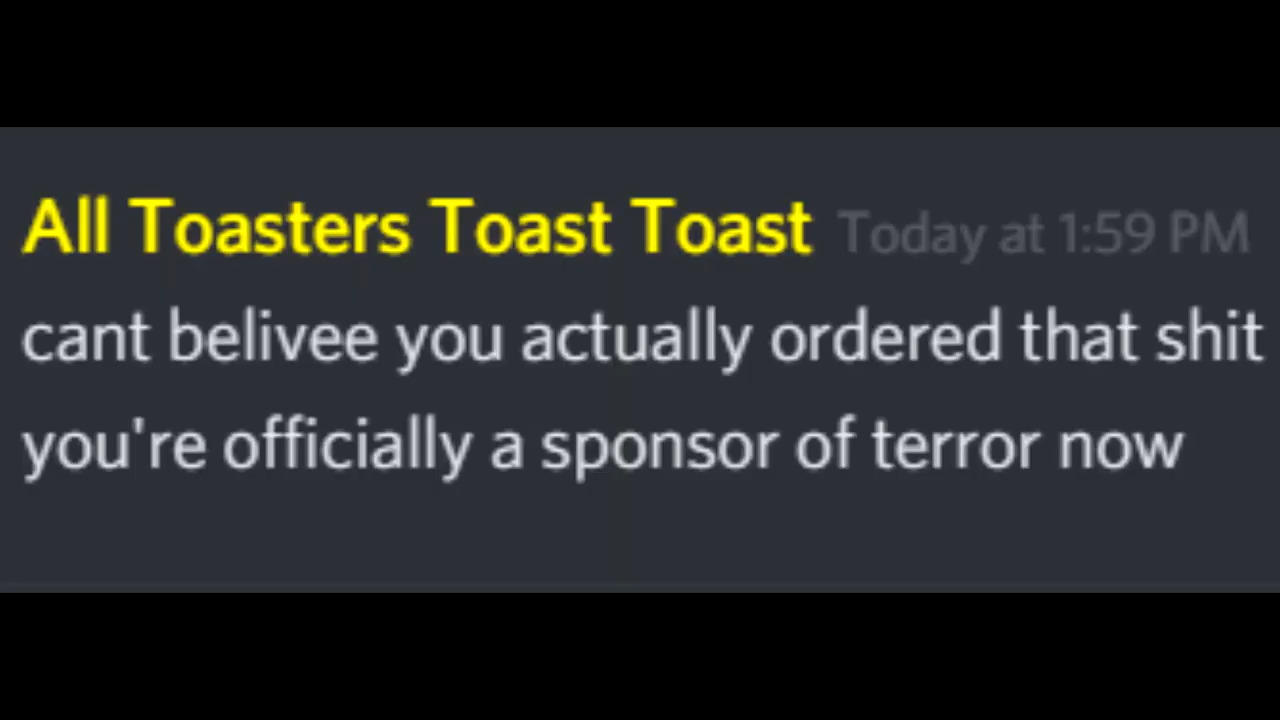 All Toasters Toast Toast Today at 1:59 PM
cant belivee you actually ordered that shit
you're officially a sponsor of terror now